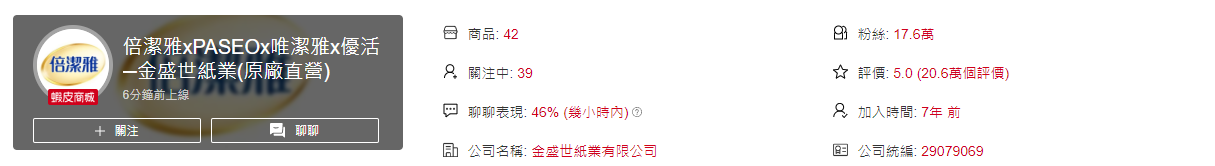 倍潔雅
蝦皮商城
倍潔雅xPASEOx唯潔雅x優活
—金盛世紙業(原廠直營)
6分鐘前上線
關注
聊聊
商品: 42
關注中: 39
聊聊表現: 46% (幾小時內)
公司名稱: 金盛世紙業有限公司
粉絲: 17.6萬
評價: 5.0 (20.6萬個評價)
加入時間: 7年 前
公司統編: 29079069